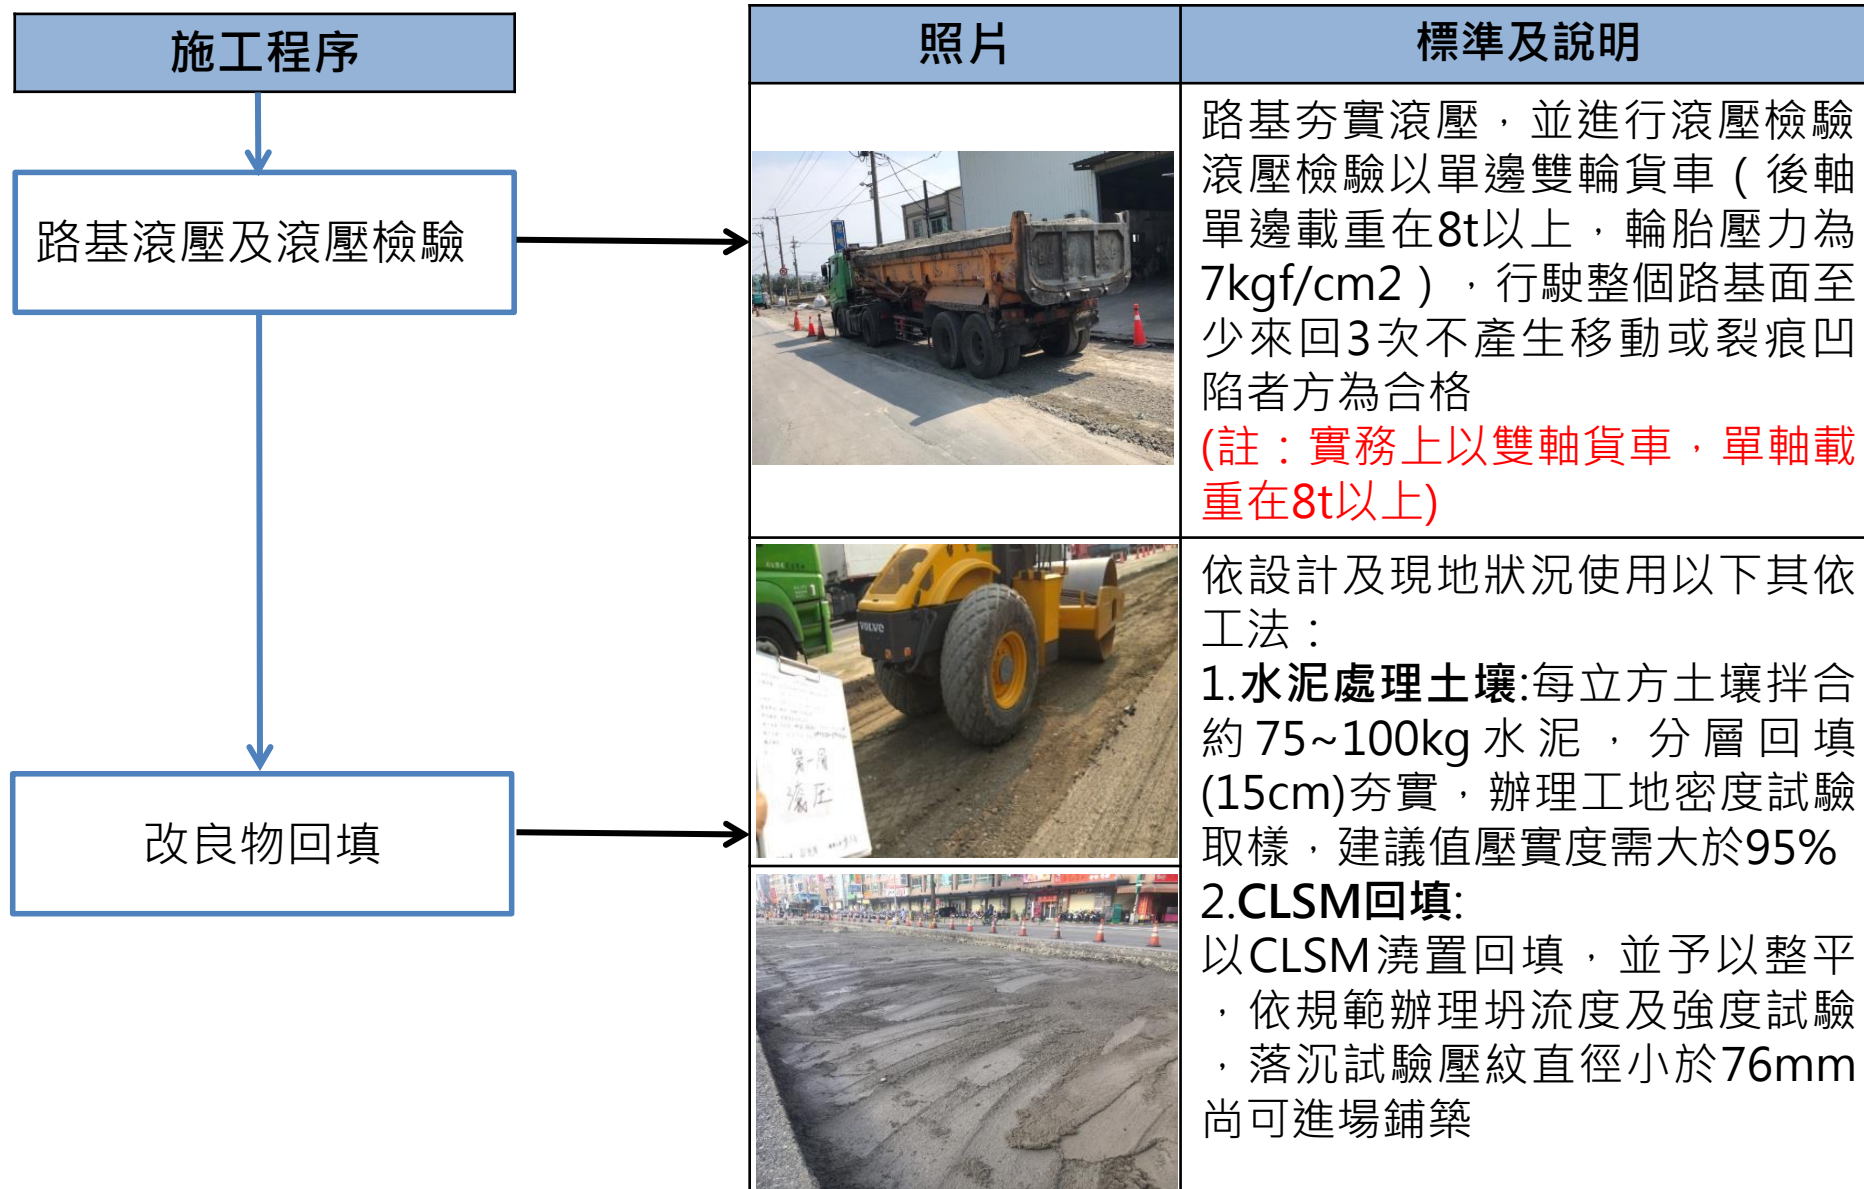 施工程序
照片
標準及說明
路基滾壓及滾壓檢驗
路基夯實滾壓，並進行滾壓檢驗
滾壓檢驗以單邊雙輪貨車（後軸
單邊載重在8t以上，輪胎壓力為
7kgf/cm2），行駛整個路基面至
少來回3次不產生移動或裂痕凹
陷者方為合格
(註：實務上以雙軸貨車，單軸載
重在8t以上)
改良物回填
VOLVO
第一層
滾压
依設計及現地狀況使用以下其依
工法：
1.水泥處理土壤:每立方土壤拌合
約75~100kg水泥，分層回填
(15cm)夯實，辦理工地密度試驗
取樣，建議值壓實度需大於95%
2.CLSM回填:
以CLSM澆置回填，並予以整平
，依規範辦理坍流度及強度試驗
，落沉試驗壓紋直徑小於76mm
尚可進場鋪築